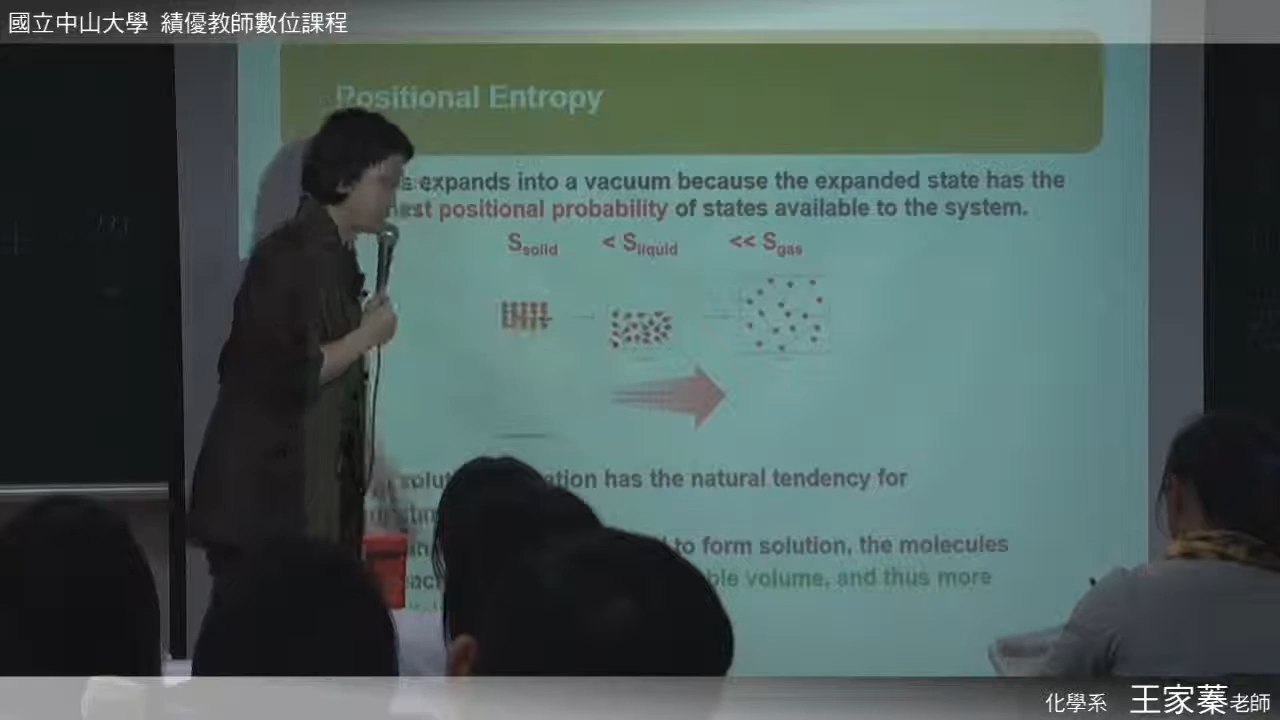 國立中山大學 績優教師數位課程
Positional Entropy
expands into a vacuum because the expanded state has the
positional probability of states available to the system.
Ssolid < Sliquid << Sgas
has the natural tendency for
to form solution, the molecules
volume, and thus more
化學系 王家蓁老師